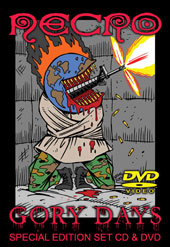 NECRO
DVD
VIDEO
GORY DAYS
SPECIAL EDITION SET CD & DVD